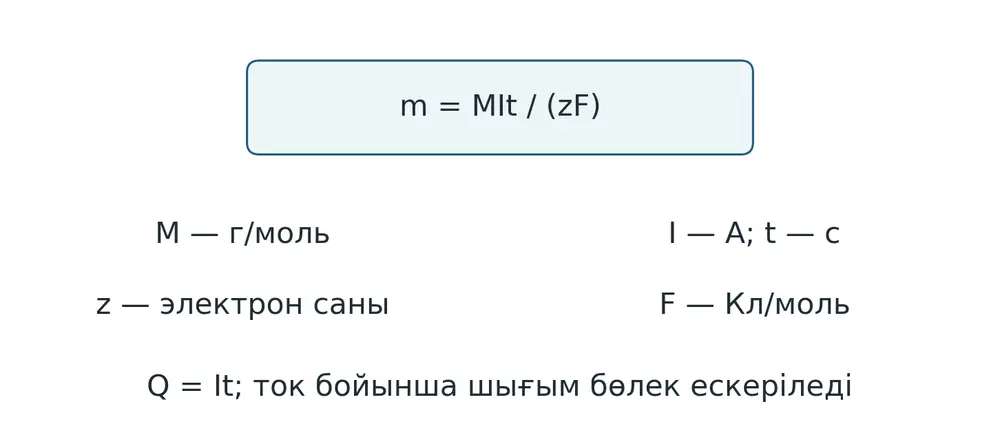 m = MIt / (zF)
M — г/моль
I — А; t — с
z — электрон саны
F — Кл/моль
Q = It; ток бойынша шығым бөлек ескеріледі